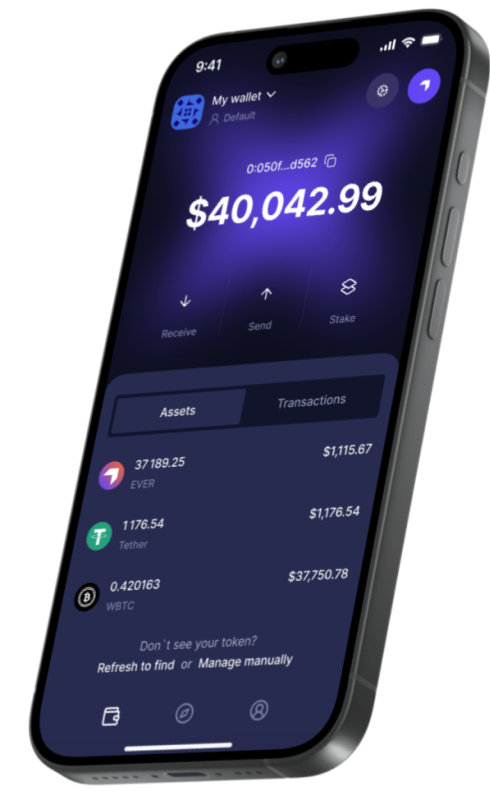 9:41
My wallet
Default
0:050f...d562
$40,042.99
Receive
Send
Stake
Assets
Transactions
37 189.25
$1,115.67
EVER
1 176.54
$1,176.54
Tether
0.420163
$37,750.78
WBTC
Don`t see your token?
Refresh to find or Manage manually